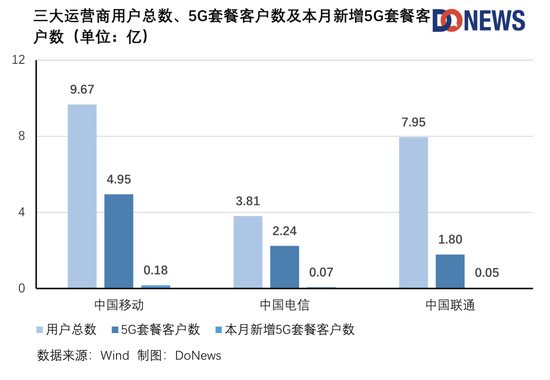 三大运营商用户总数、5G套餐客户数及本月新增5G套餐客
户数（单位：亿）
DONEWS
12
9.67
7.95
8
4.95
3.81
4
2.24
1.80
0.18
0.07
0.05
0
中国移动 中国电信 中国联通
用户总数 5G套餐客户数 本月新增5G套餐客户数
数据来源：Wind 制图：DoNews